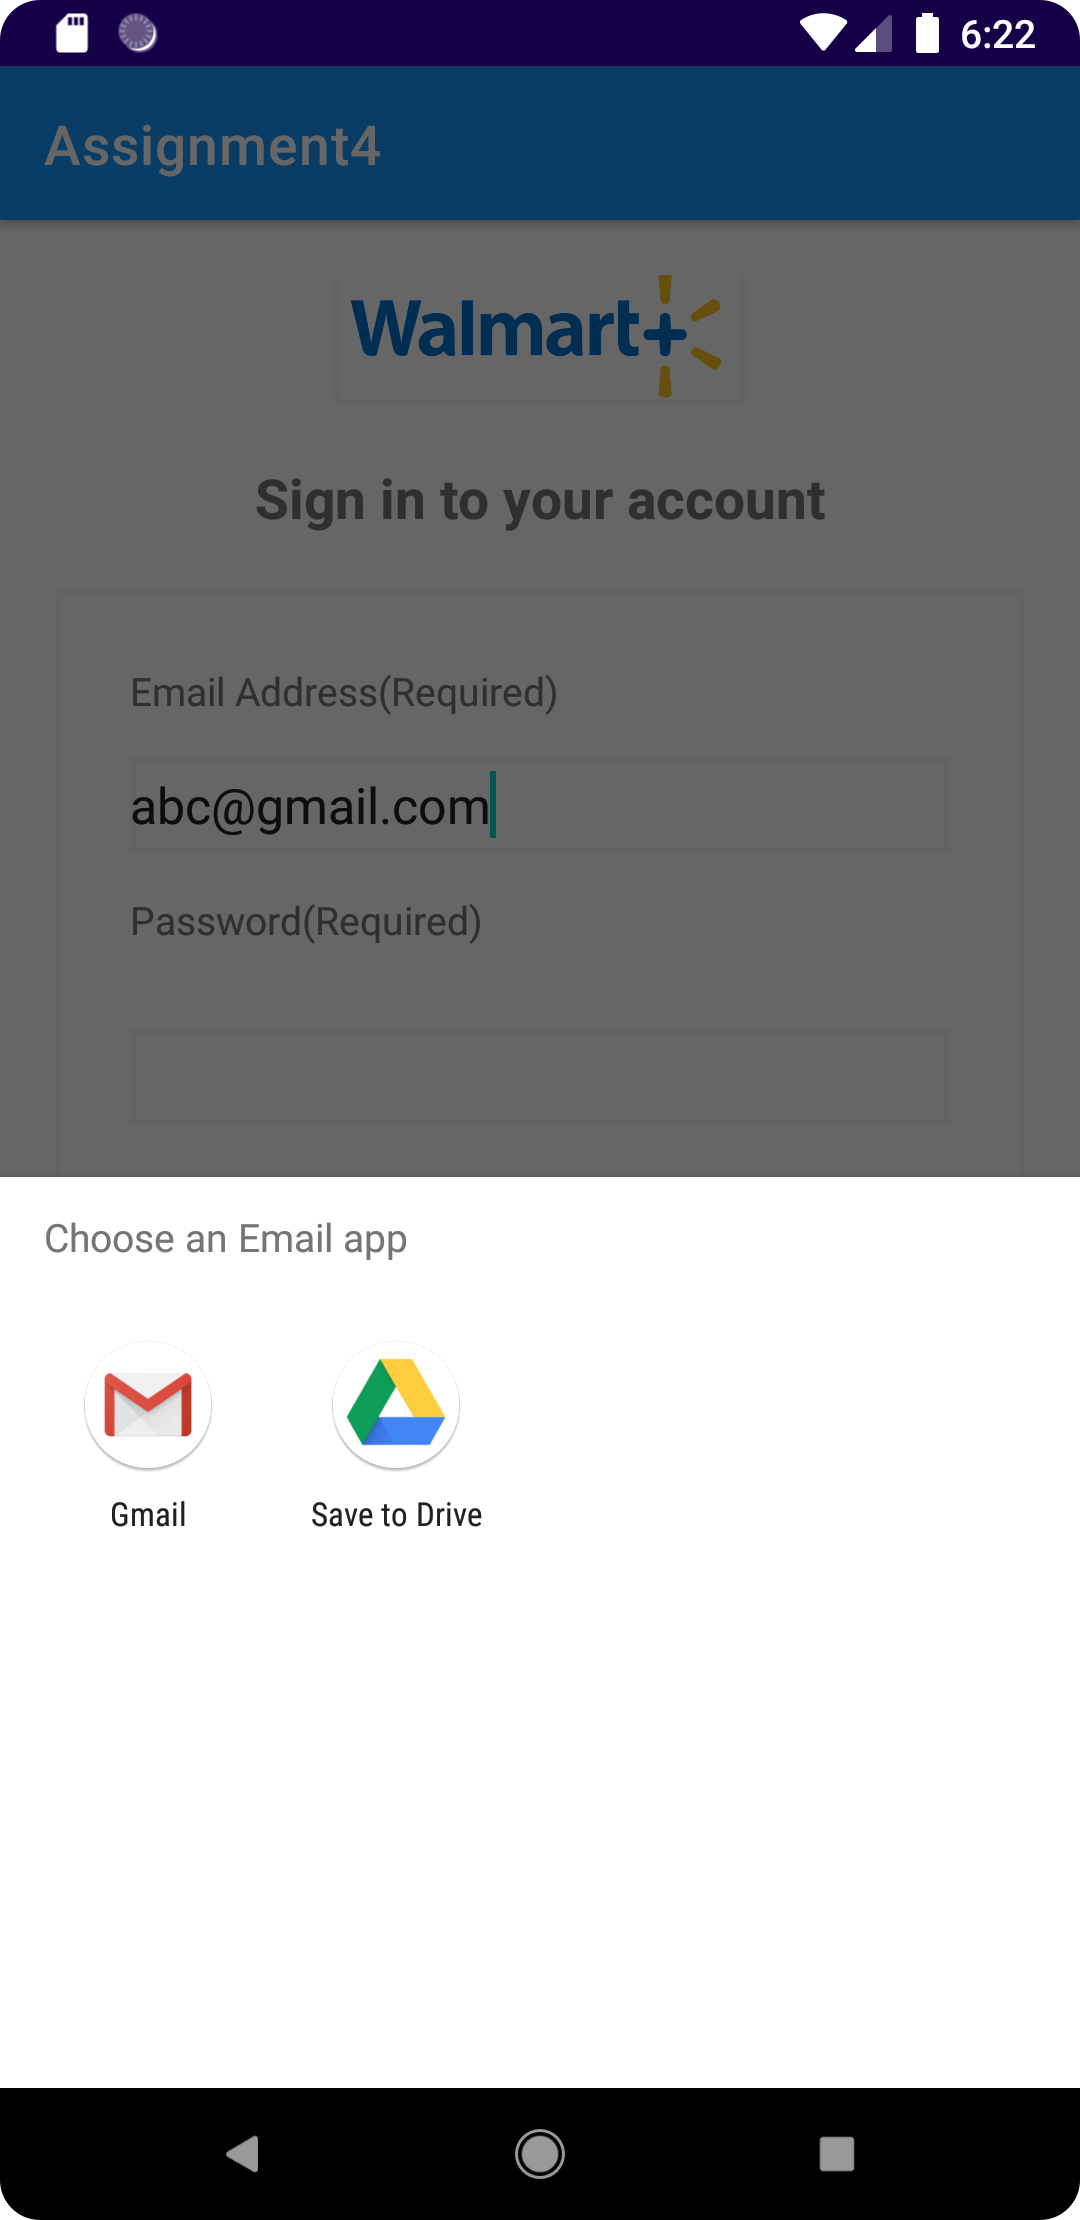 6:22
Assignment4
Walmart+
Sign in to your account
Email Address(Required)
abc@gmail.com
Password(Required)
Choose an Email app
Gmail
Save to Drive